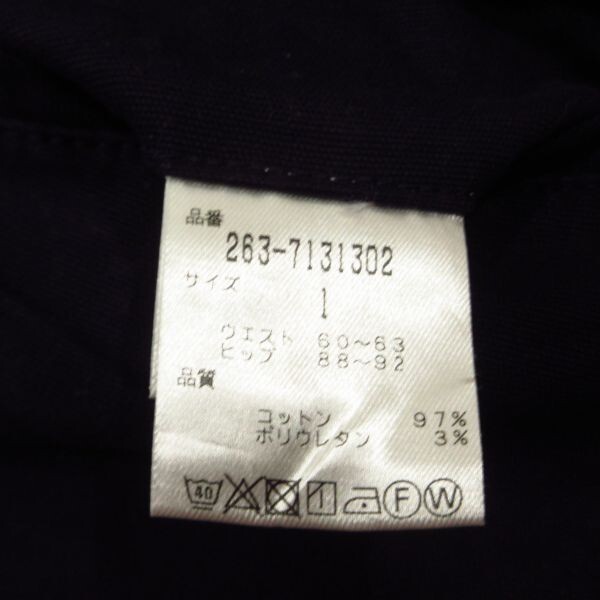 品番
263-7131302
サイズ
1
ウエスト 60〜63
ヒップ 88〜92
品質
コットン 97%
ポリウレタン 3%
40 F W